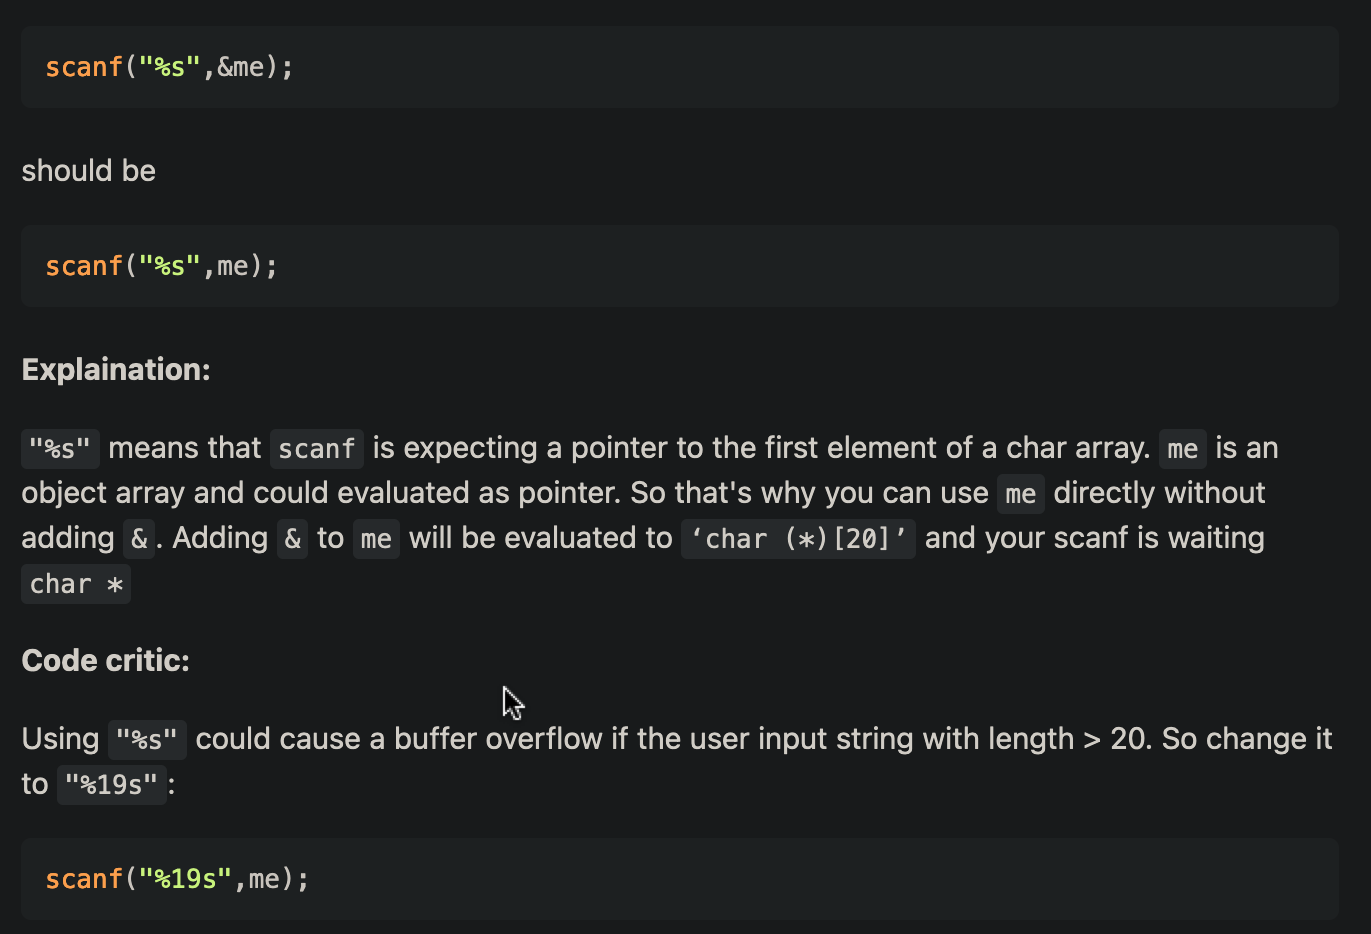 scanf("%s",&me);
should be
scanf("%s",me);
Explaination:
"%s" means that scanf is expecting a pointer to the first element of a char array. me is an
object array and could evaluated as pointer. So that's why you can use me directly without
adding &. Adding & to me will be evaluated to ‘char (*)[20]’ and your scanf is waiting
char *
Code critic:
Using "%s" could cause a buffer overflow if the user input string with length > 20. So change it
to "%19s":
scanf("%19s",me);